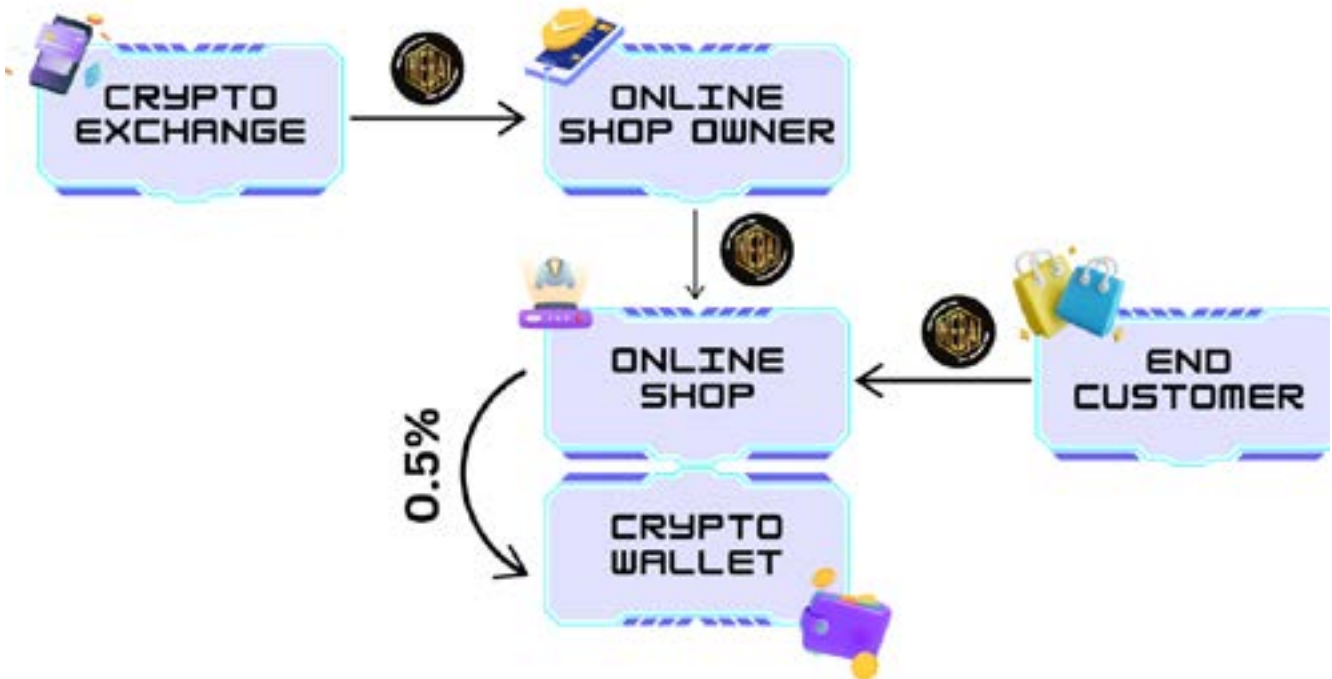 CRYPTO
EXCHANGE
ONLINE
SHOP OWNER
ONLINE
SHOP
END
CUSTOMER
0.5%
CRYPTO
WALLET